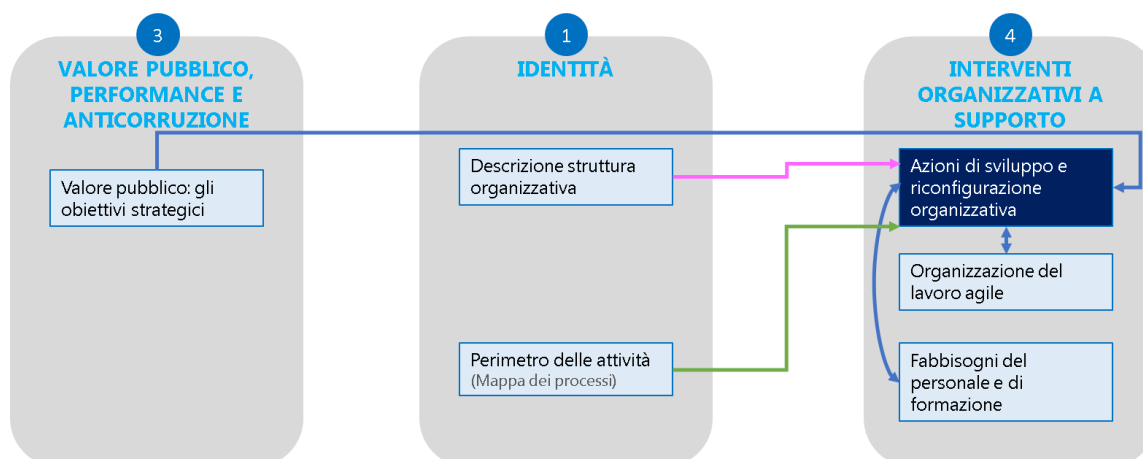 3
VALORE PUBBLICO,
PERFORMANCE E
ANTICORRUZIONE
Valore pubblico: gli
obiettivi strategici
1
IDENTITÀ
Descrizione struttura
organizzativa
Perimetro delle attività
(Mappa dei processi)
4
INTERVENTI
ORGANIZZATIVI A
SUPPORTO
Azioni di sviluppo e
riconfigurazione
organizzativa
Organizzazione del
lavoro agile
Fabbisogni del
personale e di
formazione